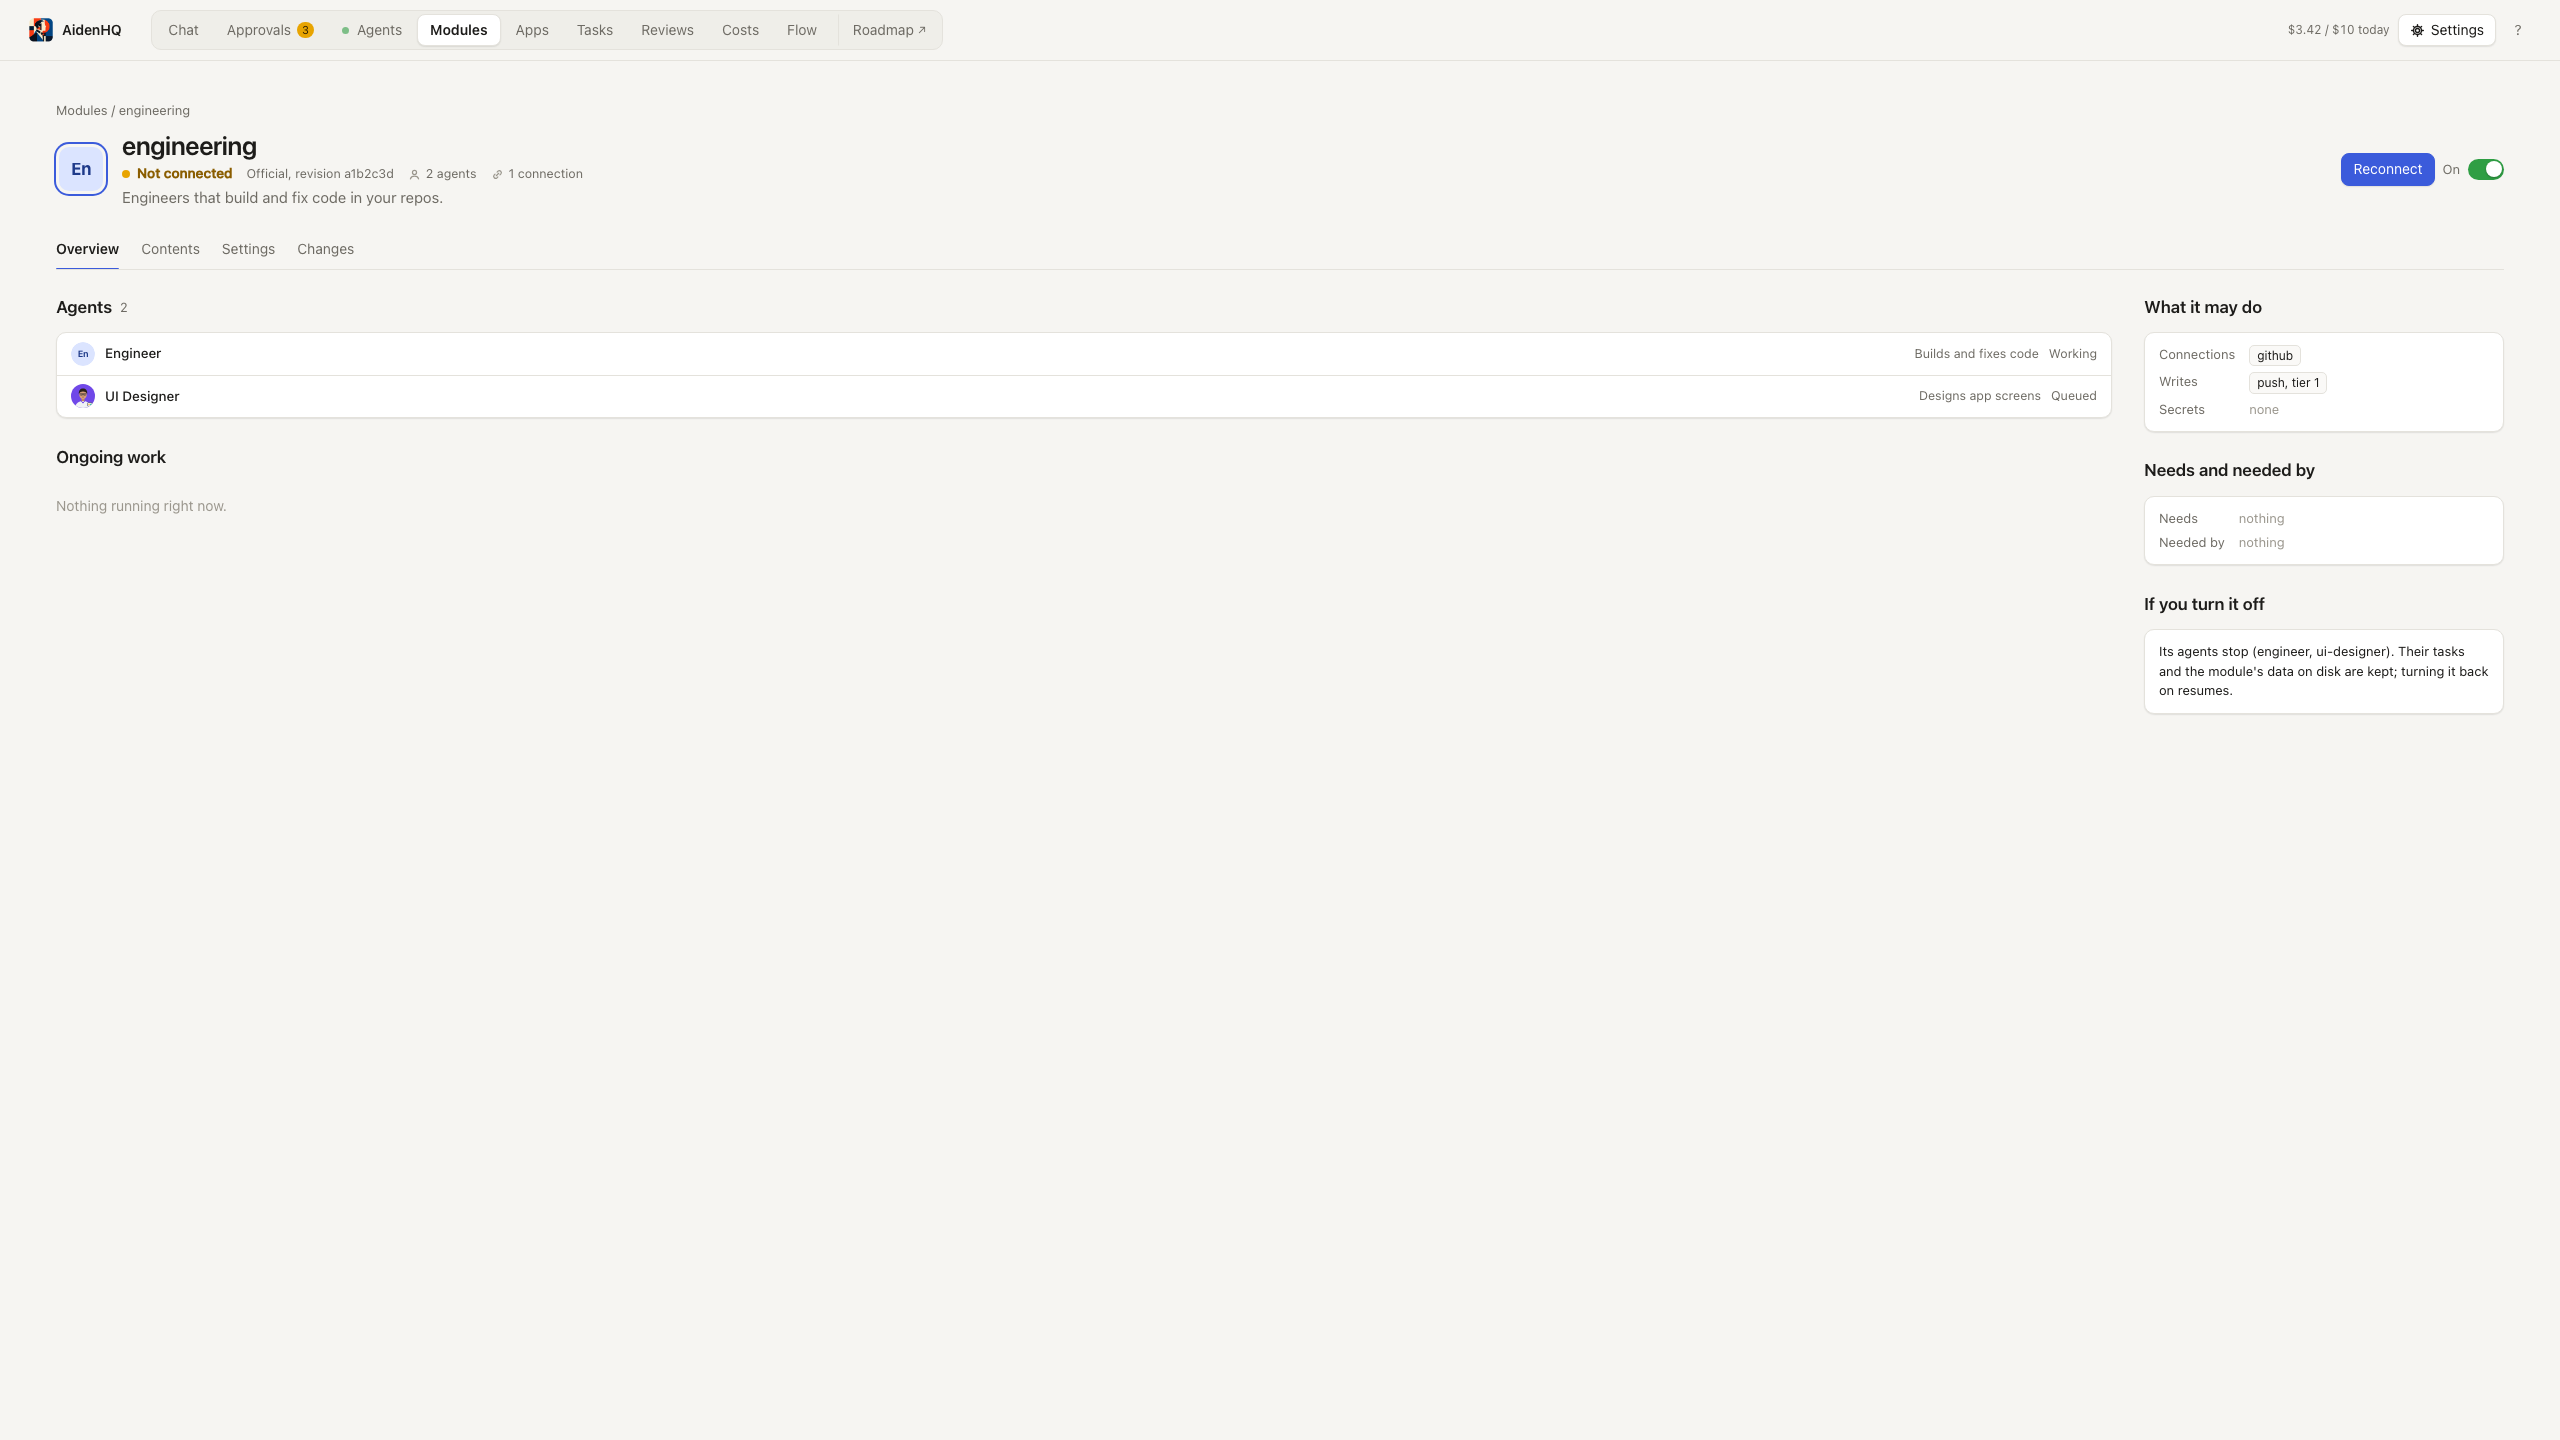 AidenHQ
Chat
Approvals 3
Agents
Modules
Apps
Tasks
Reviews
Costs
Flow
Roadmap ↗
$3.42 / $10 today
Settings
?
Modules / engineering
En
engineering
Not connected Official, revision a1b2c3d 2 agents 1 connection
Engineers that build and fix code in your repos.
Reconnect
On
Overview
Contents
Settings
Changes
Agents 2
En Engineer Builds and fixes code Working
UI Designer Designs app screens Queued
Ongoing work
Nothing running right now.
What it may do
Connections github
Writes push, tier 1
Secrets none
Needs and needed by
Needs nothing
Needed by nothing
If you turn it off
Its agents stop (engineer, ui-designer). Their tasks
and the module's data on disk are kept; turning it back
on resumes.